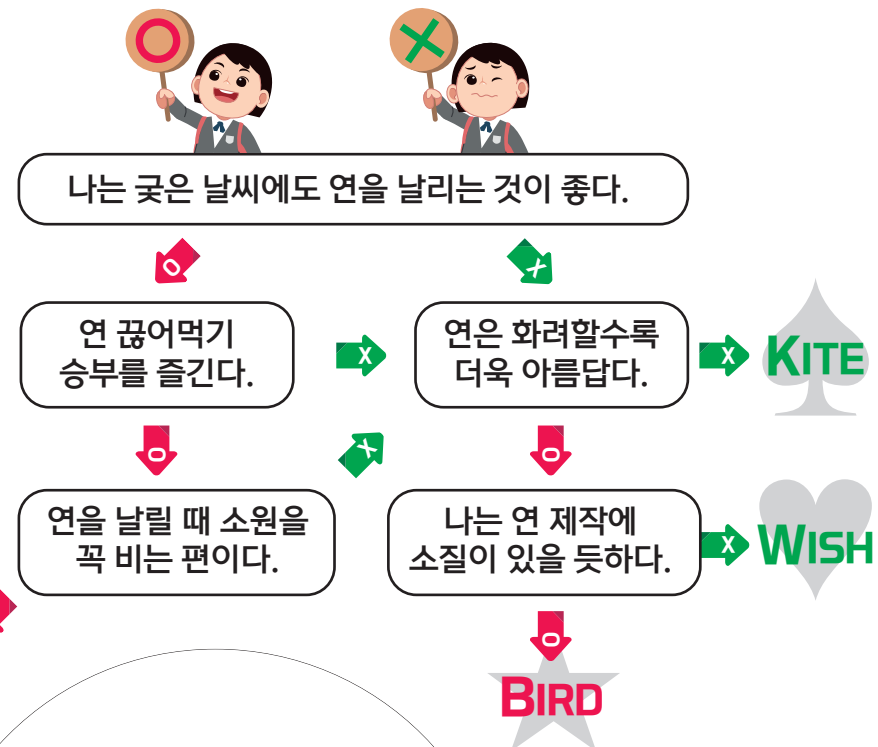 나는 궂은 날씨에도 연을 날리는 것이 좋다.
O
X
연 끊어먹기
승부를 즐긴다.
X
연은 화려할수록
더욱 아름답다.
X
KITE
O
X
O
연을 날릴 때 소원을
꼭 비는 편이다.
나는 연 제작에
소질이 있을 듯하다.
X
WISH
O
BIRD